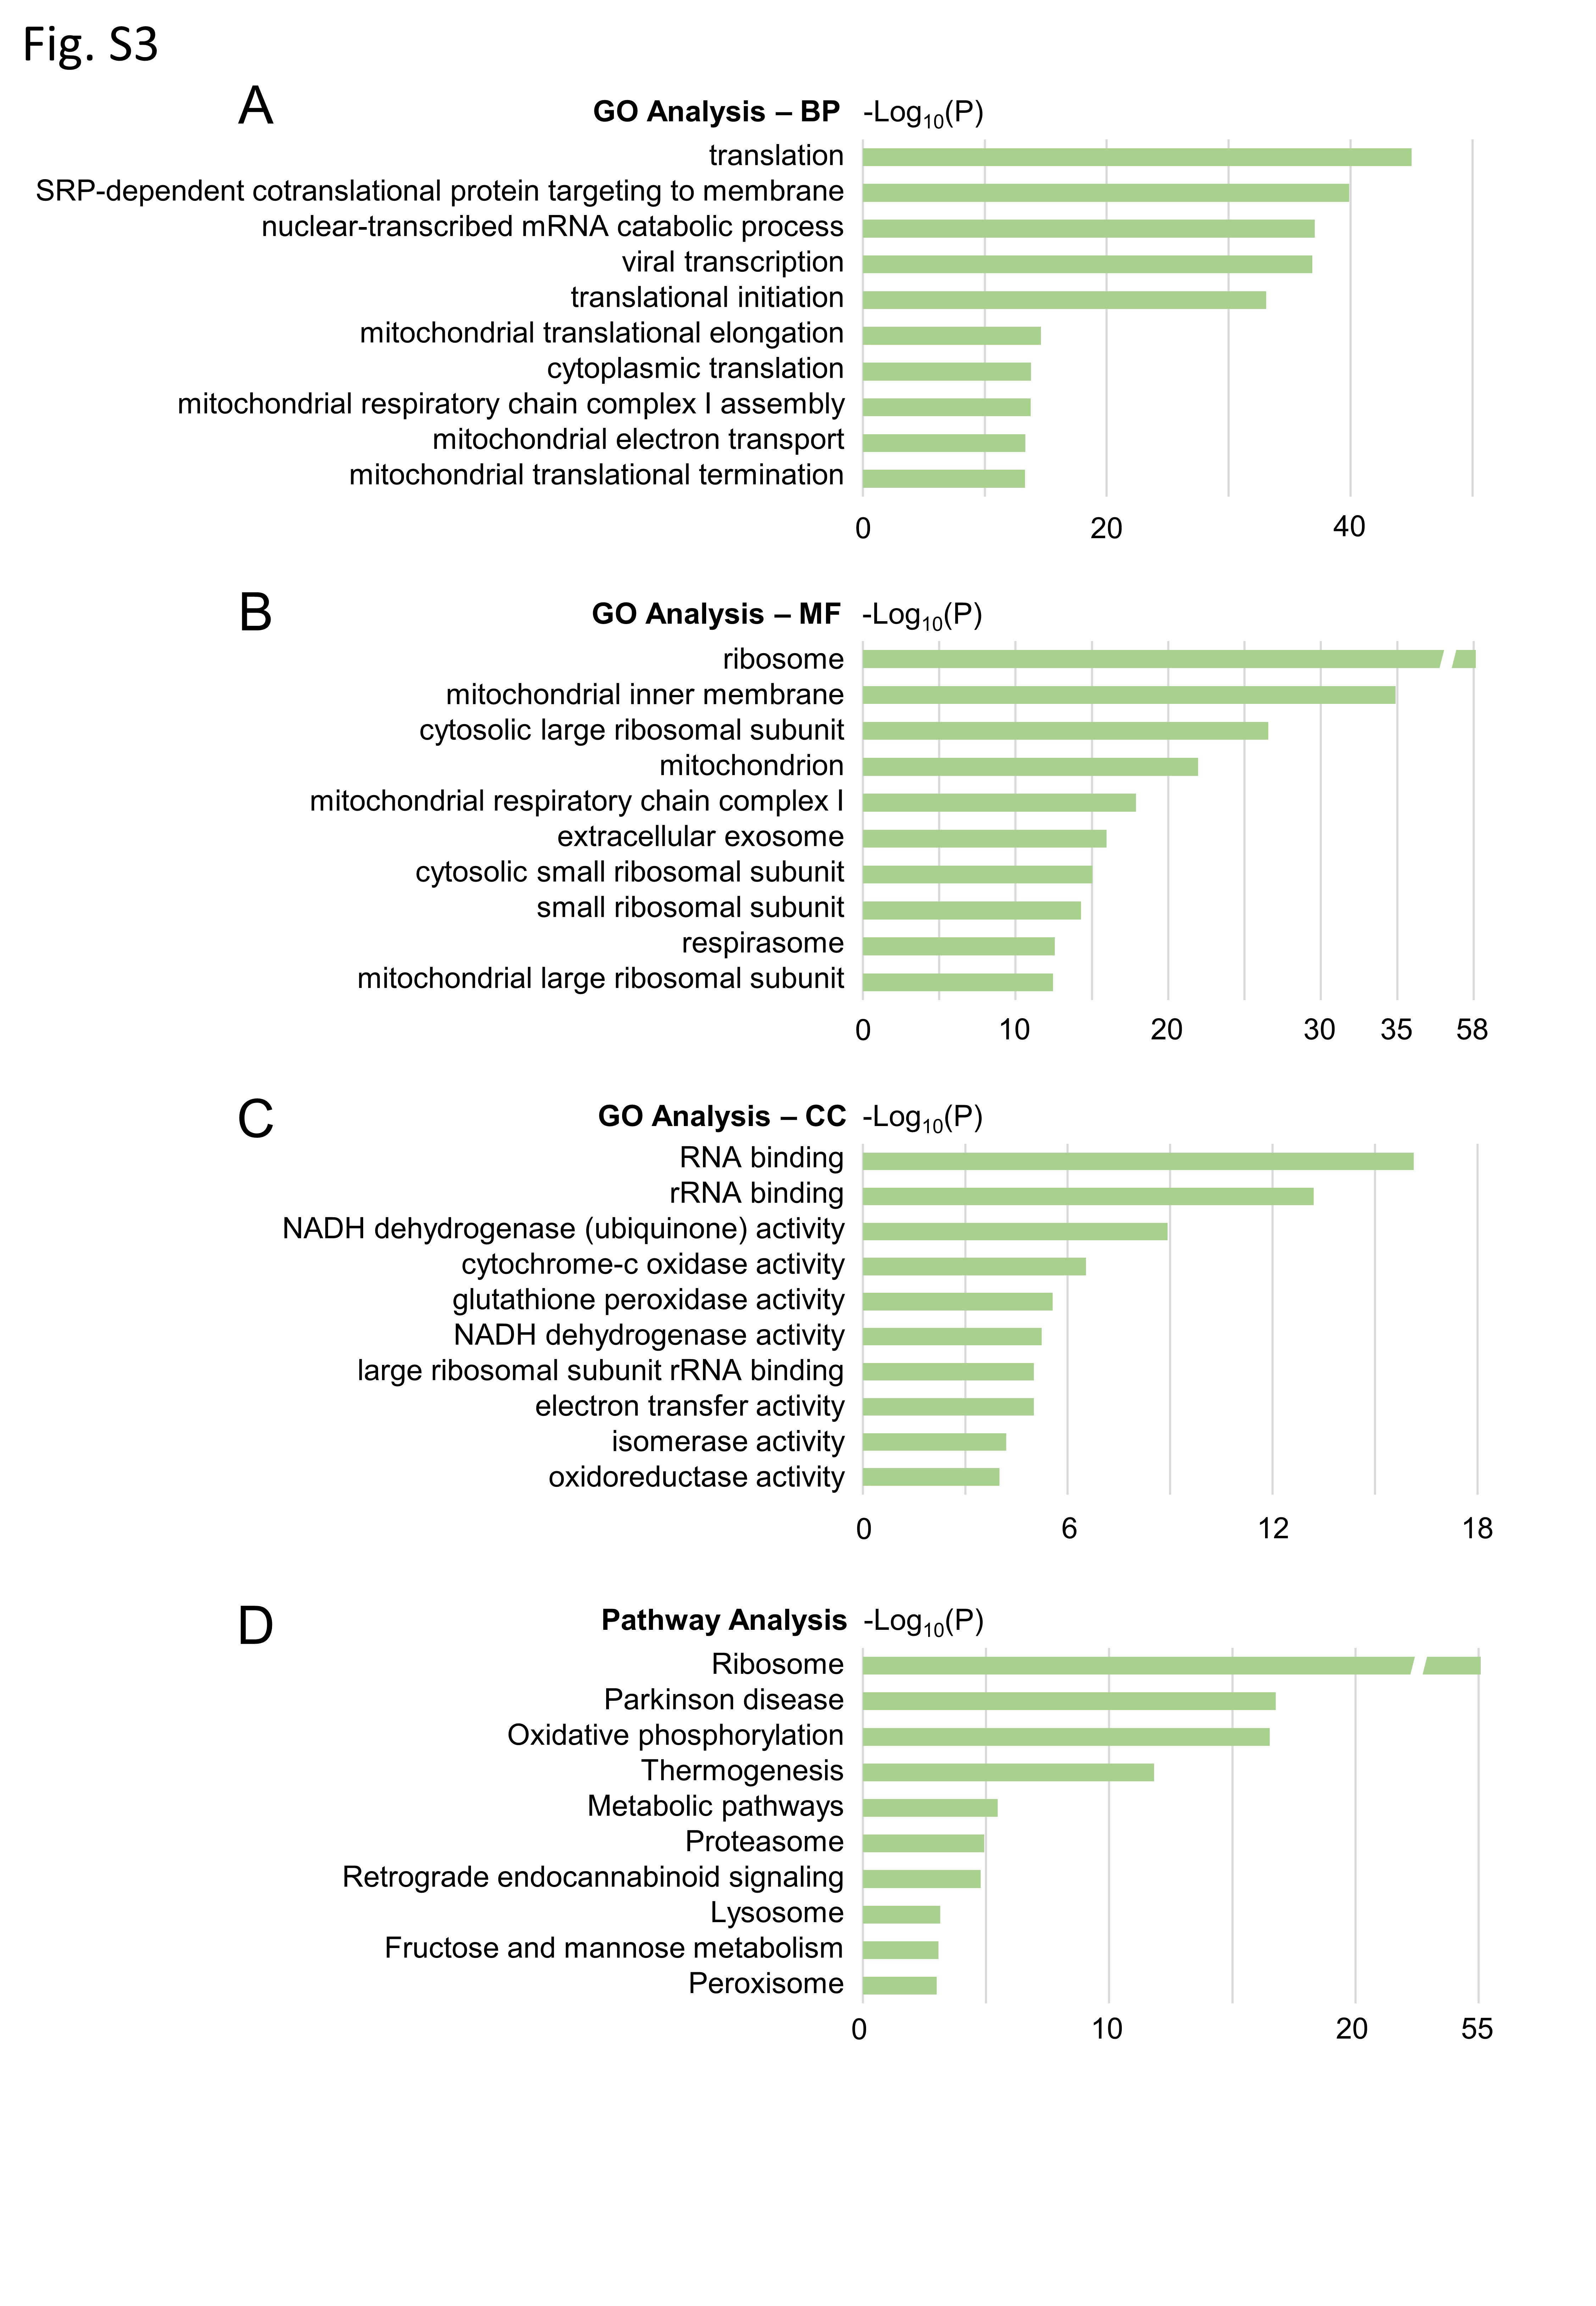 Fig. S3
A
GO Analysis – BP -Log10(P)
translation
SRP-dependent cotranslational protein targeting to membrane
nuclear-transcribed mRNA catabolic process
viral transcription
translational initiation
mitochondrial translational elongation
cytoplasmic translation
mitochondrial respiratory chain complex I assembly
mitochondrial electron transport
mitochondrial translational termination
0 20 40
B
GO Analysis – MF -Log10(P)
ribosome
mitochondrial inner membrane
cytosolic large ribosomal subunit
mitochondrion
mitochondrial respiratory chain complex I
extracellular exosome
cytosolic small ribosomal subunit
small ribosomal subunit
respirasome
mitochondrial large ribosomal subunit
0 10 20 30 35 58
C
GO Analysis – CC -Log10(P)
RNA binding
rRNA binding
NADH dehydrogenase (ubiquinone) activity
cytochrome-c oxidase activity
glutathione peroxidase activity
NADH dehydrogenase activity
large ribosomal subunit rRNA binding
electron transfer activity
isomerase activity
oxidoreductase activity
0 6 12 18
D
Pathway Analysis -Log10(P)
Ribosome
Parkinson disease
Oxidative phosphorylation
Thermogenesis
Metabolic pathways
Proteasome
Retrograde endocannabinoid signaling
Lysosome
Fructose and mannose metabolism
Peroxisome
0 10 20 55